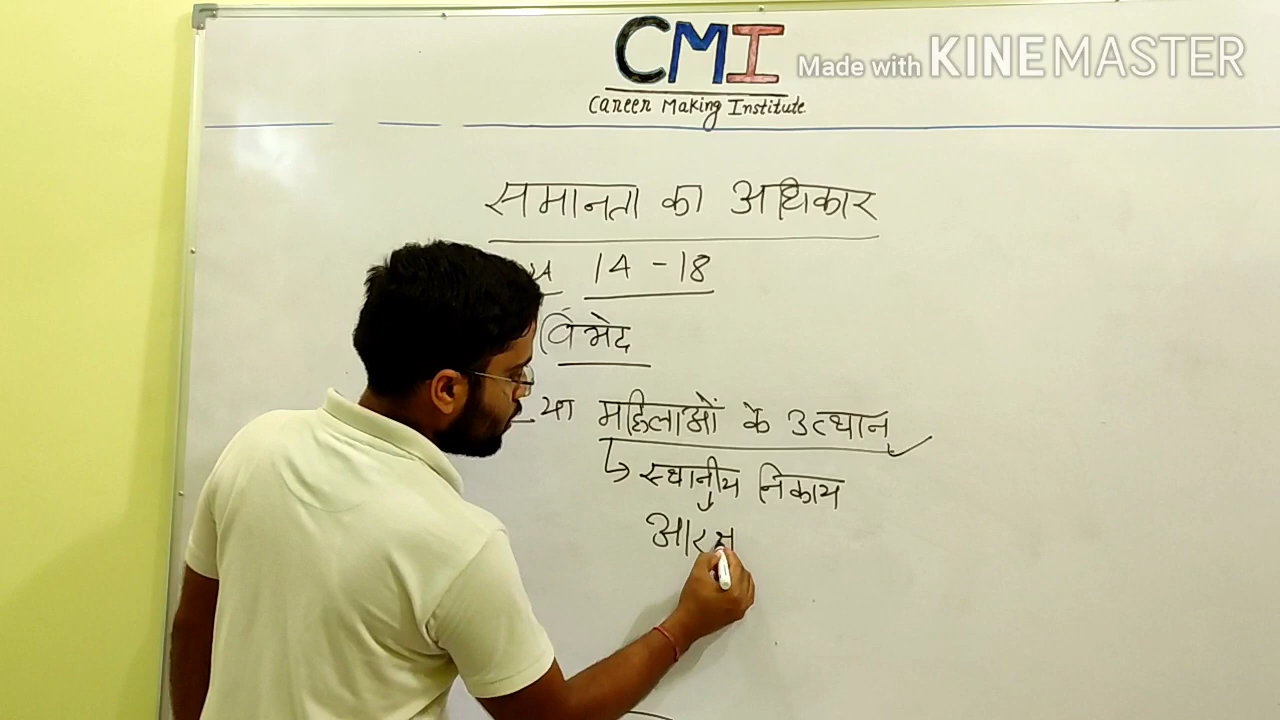 CMI
Made with KINEMASTER
Career Making Institute
समानता का अधिकार
14 - 18
विभेद
या महिलाओं के उत्थान
स्थानीय निकाय
आरक्ष